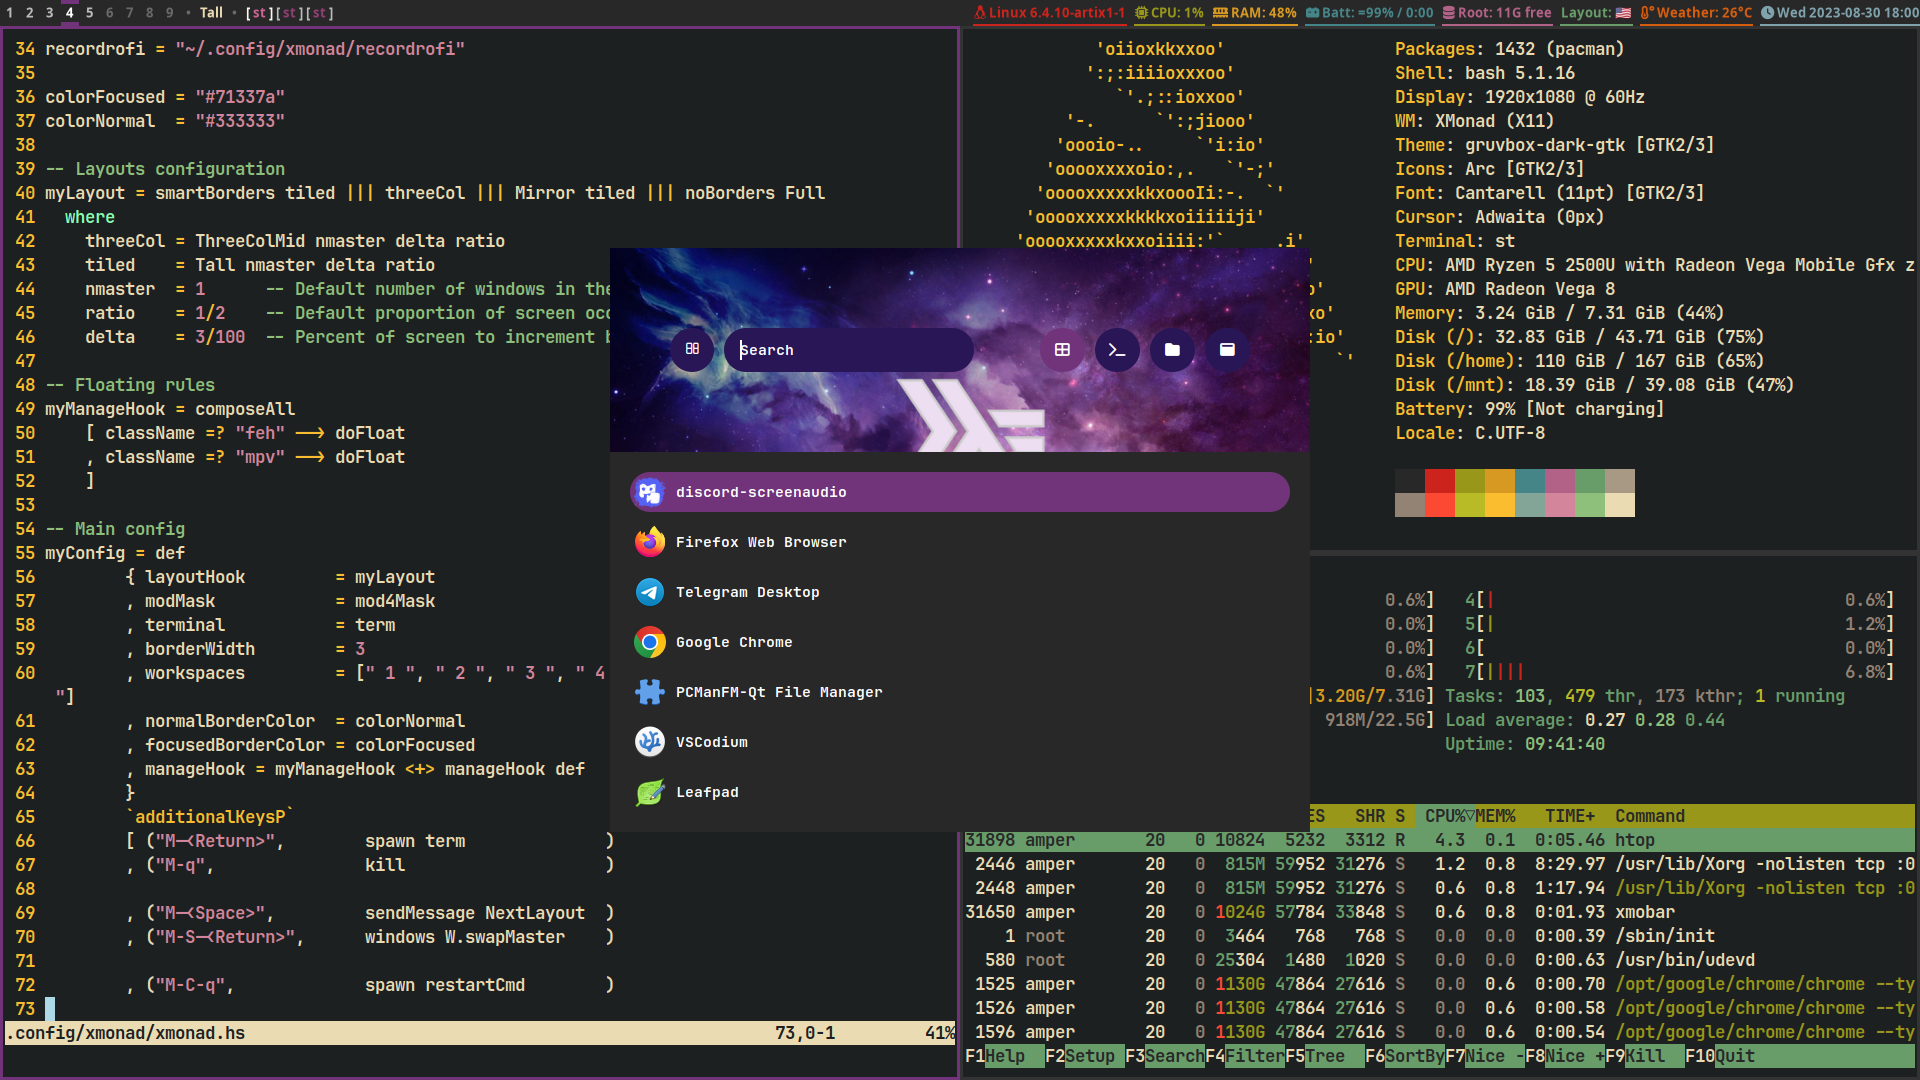 1 2 3 4 5 6 7 8 9 • Tall • [st][st][st]
Linux 6.4.10-artix1-1 CPU: 1% RAM: 48% Batt: =99% / 0:00 Root: 11G free Layout: Weather: 26°C Wed 2023-08-30 18:00
34 recordrofi = "~/.config/xmonad/recordrofi"
35
36 colorFocused = "#71337a"
37 colorNormal  = "#333333"
38
39 -- Layouts configuration
40 myLayout = smartBorders tiled ||| threeCol ||| Mirror tiled ||| noBorders Full
41   where
42     threeCol = ThreeColMid nmaster delta ratio
43     tiled    = Tall nmaster delta ratio
44     nmaster  = 1      -- Default number of windows in the
45     ratio    = 1/2    -- Default proportion of screen occ
46     delta    = 3/100  -- Percent of screen to increment
47
48 -- Floating rules
49 myManageHook = composeAll
50     [ className =? "feh" --> doFloat
51     , className =? "mpv" --> doFloat
52     ]
53
54 -- Main config
55 myConfig = def
56         { layoutHook         = myLayout
57         , modMask            = mod4Mask
58         , terminal           = term
59         , borderWidth        = 3
60         , workspaces         = [" 1 ", " 2 ", " 3 ", " 4
"]
61         , normalBorderColor  = colorNormal
62         , focusedBorderColor = colorFocused
63         , manageHook = myManageHook <+> manageHook def
64         }
65         `additionalKeysP`
66         [ ("M-<Return>",        spawn term              )
67         , ("M-q",               kill                    )
68
69         , ("M-<Space>",         sendMessage NextLayout  )
70         , ("M-S-<Return>",      windows W.swapMaster    )
71
72         , ("M-C-q",             spawn restartCmd        )
73
.config/xmonad/xmonad.hs 73,0-1 41%
'oiioxkkxxoo'
':;:iiiioxxxoo'
`'.;::ioxxoo'
'-.      `':;jiooo'
'oooio-..     `'i:io'
'ooooxxxxoio:,.   `'-;'
'ooooxxxxxkkxoooIi:-.  `'
'ooooxxxxxkkkkxoiiiiiji'
'ooooxxxxxkxxoiiii:'`     .i'
Packages: 1432 (pacman)
Shell: bash 5.1.16
Display: 1920x1080 @ 60Hz
WM: XMonad (X11)
Theme: gruvbox-dark-gtk [GTK2/3]
Icons: Arc [GTK2/3]
Font: Cantarell (11pt) [GTK2/3]
Cursor: Adwaita (0px)
Terminal: st
CPU: AMD Ryzen 5 2500U with Radeon Vega Mobile Gfx z
GPU: AMD Radeon Vega 8
Memory: 3.24 GiB / 7.31 GiB (44%)
Disk (/): 32.83 GiB / 43.71 GiB (75%)
Disk (/home): 110 GiB / 167 GiB (65%)
Disk (/mnt): 18.39 GiB / 39.08 GiB (47%)
Battery: 99% [Not charging]
Locale: C.UTF-8
Search
discord-screenaudio
Firefox Web Browser
Telegram Desktop
Google Chrome
PCManFM-Qt File Manager
VSCodium
Leafpad
0.6%]   4[|                                   0.6%]
0.0%]   5[|                                   1.2%]
0.0%]   6[                                    0.0%]
0.6%]   7[||||                                6.8%]
|3.20G/7.31G] Tasks: 103, 479 thr, 173 kthr; 1 running
918M/22.5G] Load average: 0.27 0.28 0.44
Uptime: 09:41:40
ES   SHR S  CPU%▽MEM%   TIME+  Command
31898 amper       20   0 10824  5232  3312 R   4.3  0.1  0:05.46 htop
2446 amper       20   0  815M 59952 31276 S   1.2  0.8  8:29.97 /usr/lib/Xorg -nolisten tcp :0
2448 amper       20   0  815M 59952 31276 S   0.6  0.8  1:17.94 /usr/lib/Xorg -nolisten tcp :0
31650 amper       20   0 1024G 57784 33848 S   0.6  0.8  0:01.93 xmobar
1 root        20   0  3464   768   768 S   0.0  0.0  0:00.39 /sbin/init
580 root        20   0 25304  1480  1020 S   0.0  0.0  0:00.63 /usr/bin/udevd
1525 amper       20   0 1130G 47864 27616 S   0.0  0.6  0:00.70 /opt/google/chrome/chrome --ty
1526 amper       20   0 1130G 47864 27616 S   0.0  0.6  0:00.58 /opt/google/chrome/chrome --ty
1596 amper       20   0 1130G 47864 27616 S   0.0  0.6  0:00.54 /opt/google/chrome/chrome --ty
F1Help  F2Setup F3SearchF4FilterF5Tree  F6SortByF7Nice -F8Nice +F9Kill  F10Quit